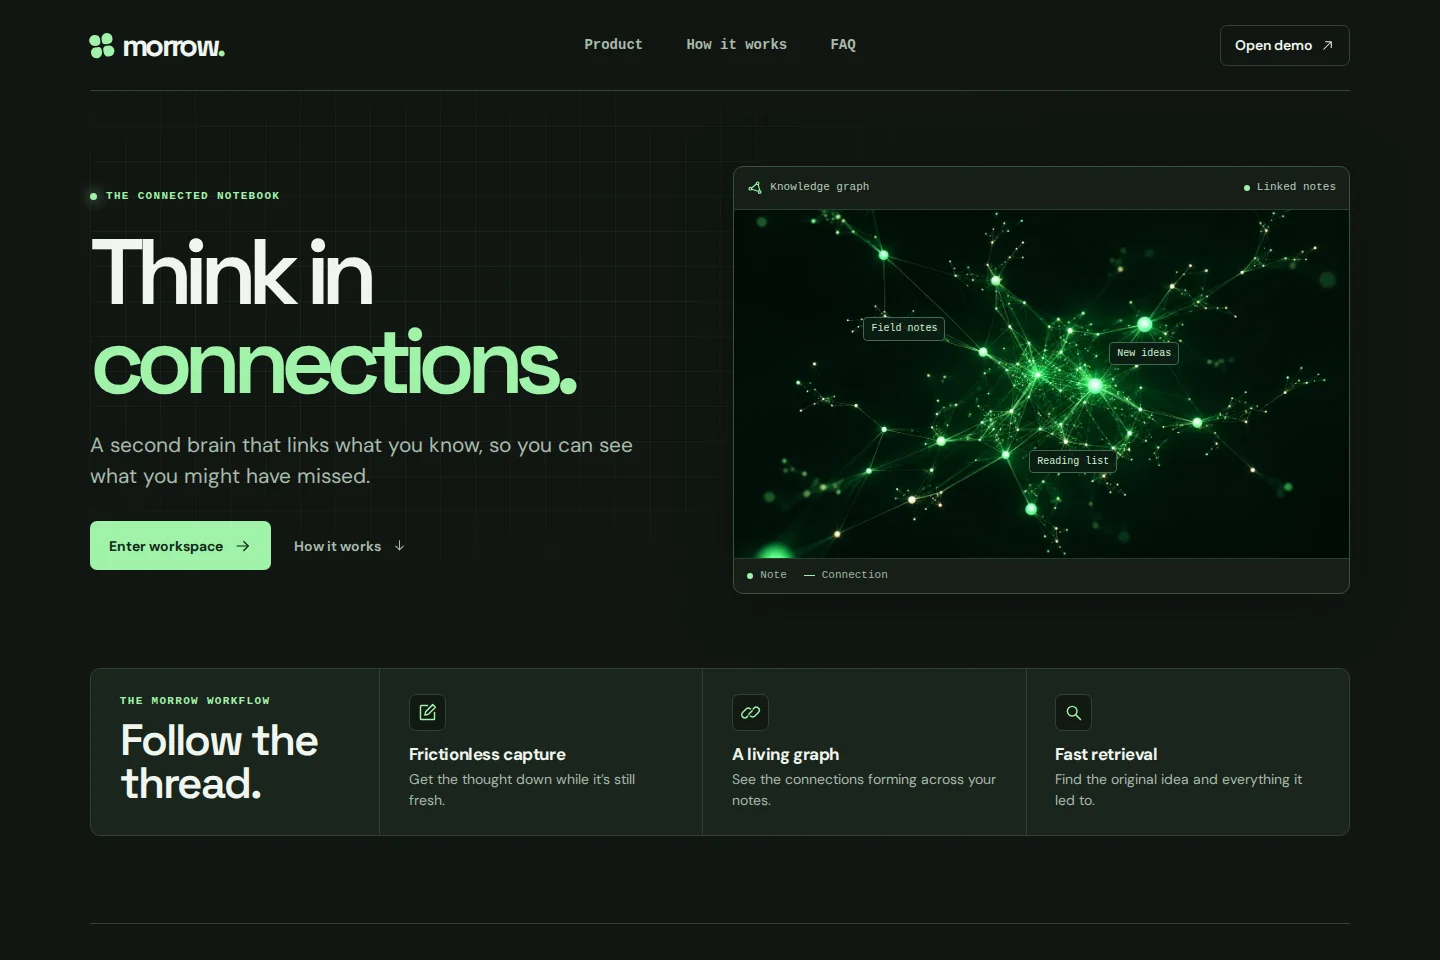 morrow.
Product
How it works
FAQ
Open demo
THE CONNECTED NOTEBOOK
Think in
connections.
A second brain that links what you know, so you can see
what you might have missed.
Enter workspace
How it works
Knowledge graph
Linked notes
Field notes
New ideas
Reading list
Note
Connection
THE MORROW WORKFLOW
Follow the
thread.
Frictionless capture
Get the thought down while it's still
fresh.
A living graph
See the connections forming across your
notes.
Fast retrieval
Find the original idea and everything it
led to.